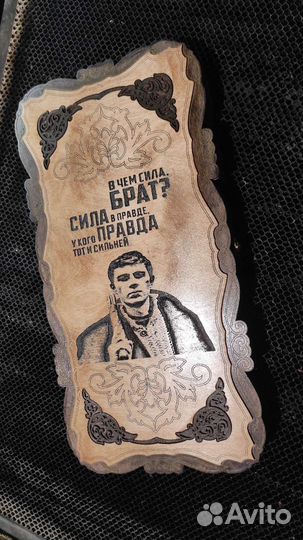 В ЧЕМ СИЛА,
БРАТ?
СИЛА В ПРАВДЕ,
У КОГО ПРАВДА
ТОТ И СИЛЬНЕЙ
Avito